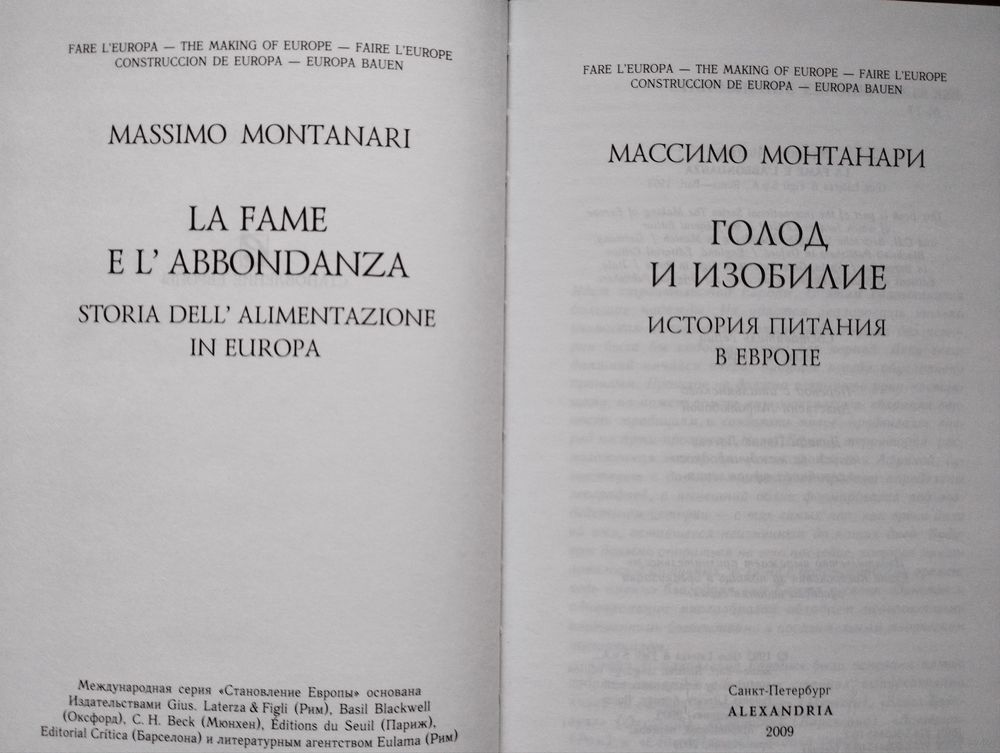 FARE L'EUROPA — THE MAKING OF EUROPE — FAIRE L'EUROPE
CONSTRUCCION DE EUROPA — EUROPA BAUEN
MASSIMO MONTANARI
LA FAME
E L' ABBONDANZA
STORIA DELL' ALIMENTAZIONE
IN EUROPA
Международная серия «Становление Европы» основана
Издательствами Gius. Laterza & Figli (Рим), Basil Blackwell
(Оксфорд), C. H. Beck (Мюнхен), Éditions du Seuil (Париж),
Editorial Crítica (Барселона) и литературным агентством Eulama (Рим)
FARE L'EUROPA — THE MAKING OF EUROPE — FAIRE L'EUROPE
CONSTRUCCION DE EUROPA — EUROPA BAUEN
МАССИМО МОНТАНАРИ
ГОЛОД
И ИЗОБИЛИЕ
ИСТОРИЯ ПИТАНИЯ
В ЕВРОПЕ
Санкт-Петербург
ALEXANDRIA
2009